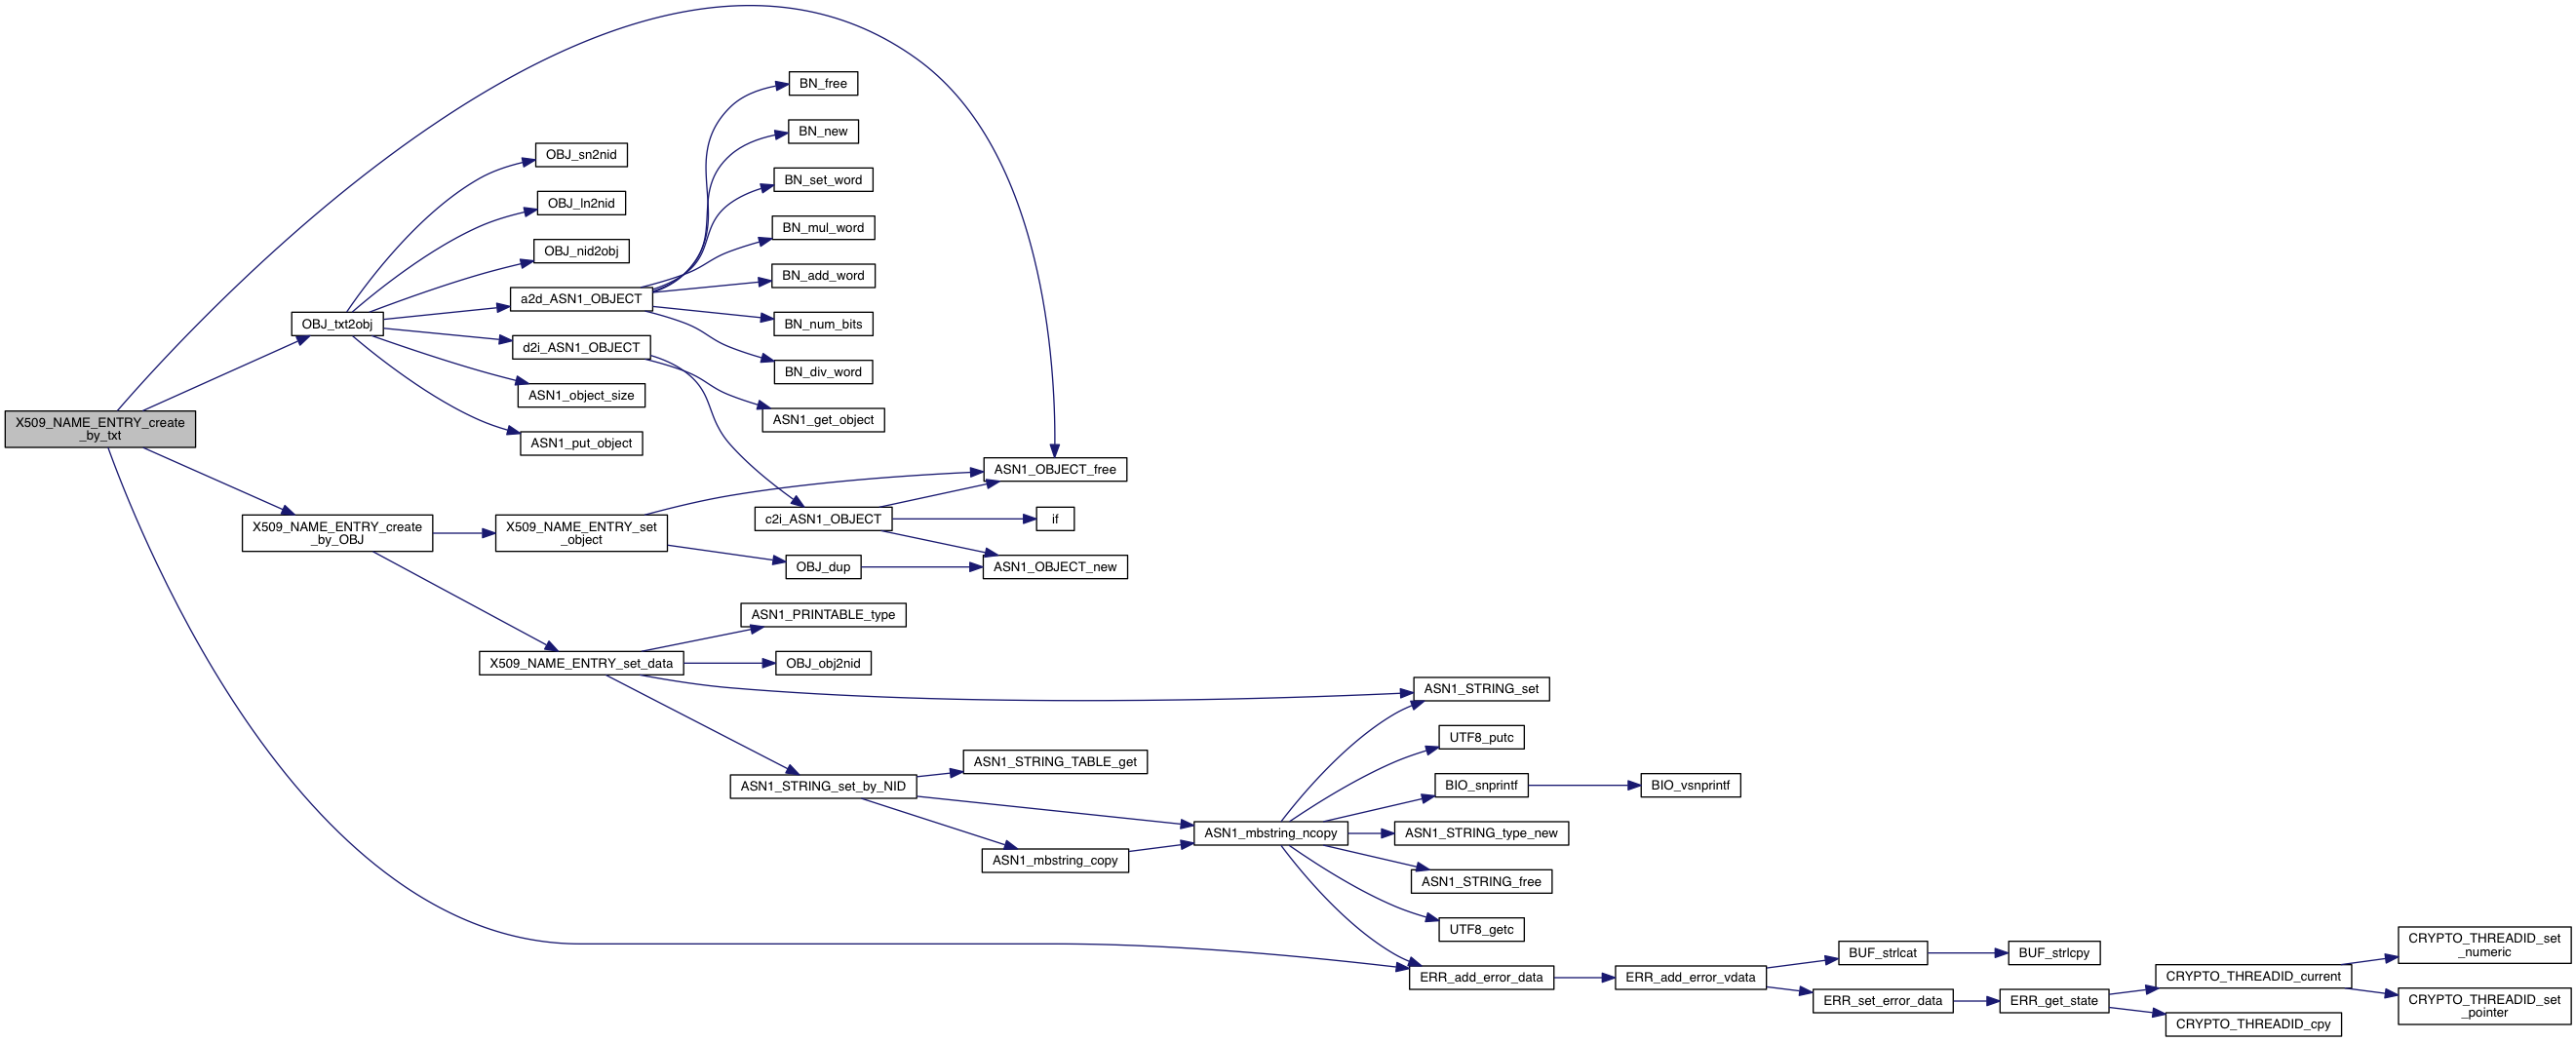 BN_free
BN_new
OBJ_sn2nid
BN_set_word
OBJ_ln2nid
BN_mul_word
OBJ_nid2obj
BN_add_word
a2d_ASN1_OBJECT
OBJ_txt2obj
BN_num_bits
d2i_ASN1_OBJECT
BN_div_word
ASN1_object_size
ASN1_get_object
X509_NAME_ENTRY_create
_by_txt
ASN1_put_object
ASN1_OBJECT_free
c2i_ASN1_OBJECT
if
X509_NAME_ENTRY_create
_by_OBJ
X509_NAME_ENTRY_set
_object
OBJ_dup
ASN1_OBJECT_new
ASN1_PRINTABLE_type
X509_NAME_ENTRY_set_data
OBJ_obj2nid
ASN1_STRING_set
UTF8_putc
ASN1_STRING_TABLE_get
ASN1_STRING_set_by_NID
BIO_snprintf
BIO_vsnprintf
ASN1_mbstring_ncopy
ASN1_STRING_type_new
ASN1_mbstring_copy
ASN1_STRING_free
UTF8_getc
ERR_add_error_data
ERR_add_error_vdata
BUF_strlcat
BUF_strlcpy
ERR_set_error_data
ERR_get_state
CRYPTO_THREADID_current
CRYPTO_THREADID_set
_numeric
CRYPTO_THREADID_set
_pointer
CRYPTO_THREADID_cpy